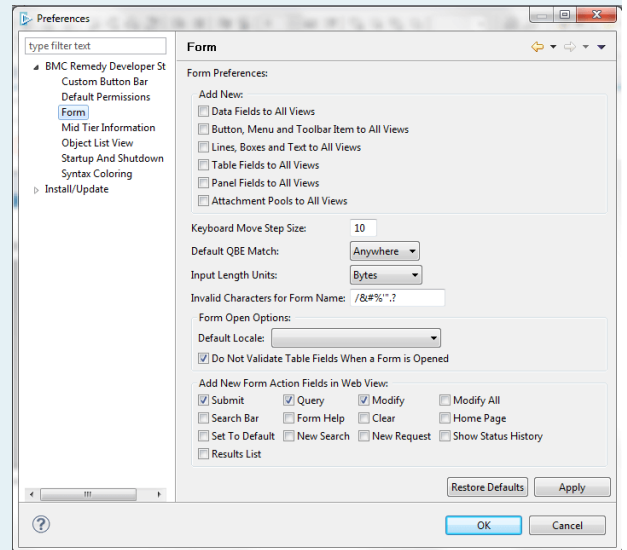 Preferences
type filter text
BMC Remedy Developer St
Custom Button Bar
Default Permissions
Form
Mid Tier Information
Object List View
Startup And Shutdown
Syntax Coloring
Install/Update
Form
Form Preferences:
Add New:
Data Fields to All Views
Button, Menu and Toolbar Item to All Views
Lines, Boxes and Text to All Views
Table Fields to All Views
Panel Fields to All Views
Attachment Pools to All Views
Keyboard Move Step Size: 10
Default QBE Match: Anywhere
Input Length Units: Bytes
Invalid Characters for Form Name: /&#%'".?
Form Open Options:
Default Locale:
Do Not Validate Table Fields When a Form is Opened
Add New Form Action Fields in Web View:
Submit Query Modify Modify All
Search Bar Form Help Clear Home Page
Set To Default New Search New Request Show Status History
Results List
Restore Defaults Apply
OK Cancel